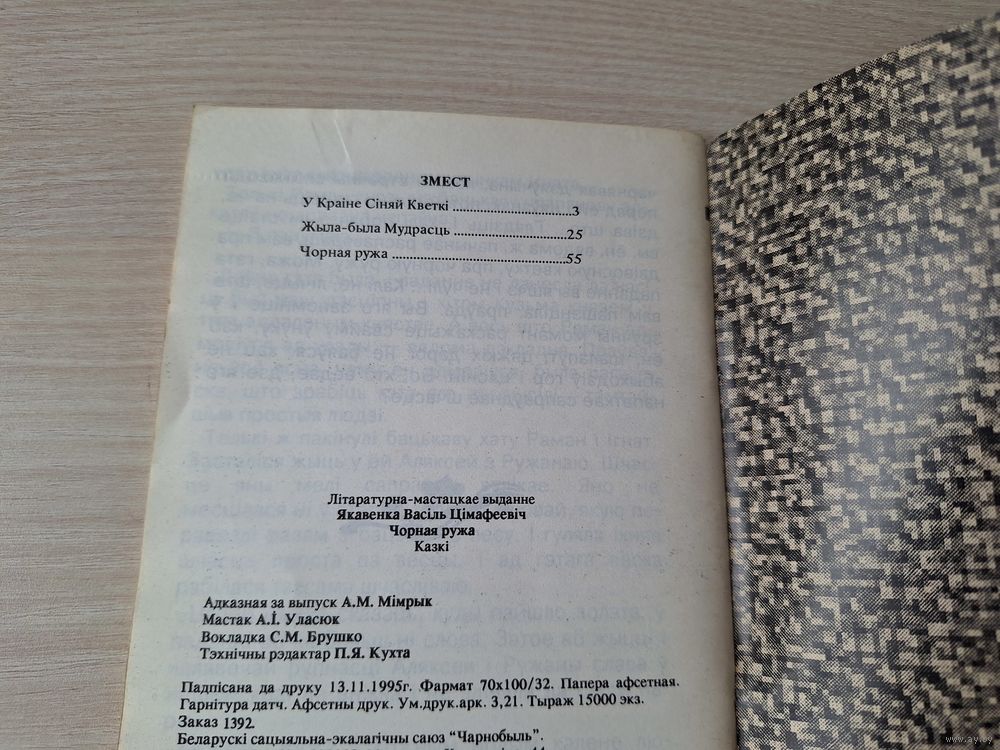 ЗМЕСТ
У Краіне Сіняй Кветкі ..............................3
Жыла-была Мудрасць ............................25
Чорная ружа ............................................55
Літаратурна-мастацкае выданне
Якавенка Васіль Цімафеевіч
Чорная ружа
Казкі
Адказная за выпуск А.М. Мімрык
Мастак А.І. Уласюк
Вокладка С.М. Брушко
Тэхнічны рэдактар П.Я. Кухта
Падпісана да друку 13.11.1995г. Фармат 70x100/32. Папера афсетная.
Гарнітура датч. Афсетны друк. Ум.друк.арк. 3,21. Тыраж 15000 экз.
Заказ 1392.
Беларускі сацыяльна-экалагічны саюз "Чарнобыль".
www.ay.by